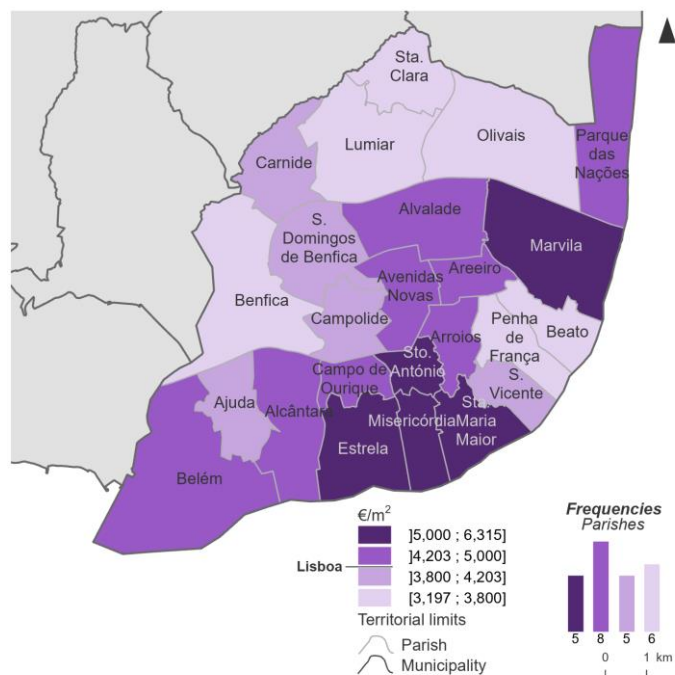 Sta.
Clara
Lumiar
Olivais
Parque
das
Nações
Carnide
S.
Domingos
de Benfica
Alvalade
Marvila
Benfica
Avenidas
Novas
Areeiro
Campolide
Penha
de
França
Beato
Arroios
Sto.
António
S.
Vicente
Campo de
Ourique
Ajuda
Alcântara
Estrela
Misericórdia
Sta.
Maria
Maior
Belém
€/m²
]5,000 ; 6,315]
]4,203 ; 5,000]
Lisboa
]3,800 ; 4,203]
]3,197 ; 3,800]
Territorial limits
Parish
Municipality
Frequencies
Parishes
5 8 5 6
0 1 km